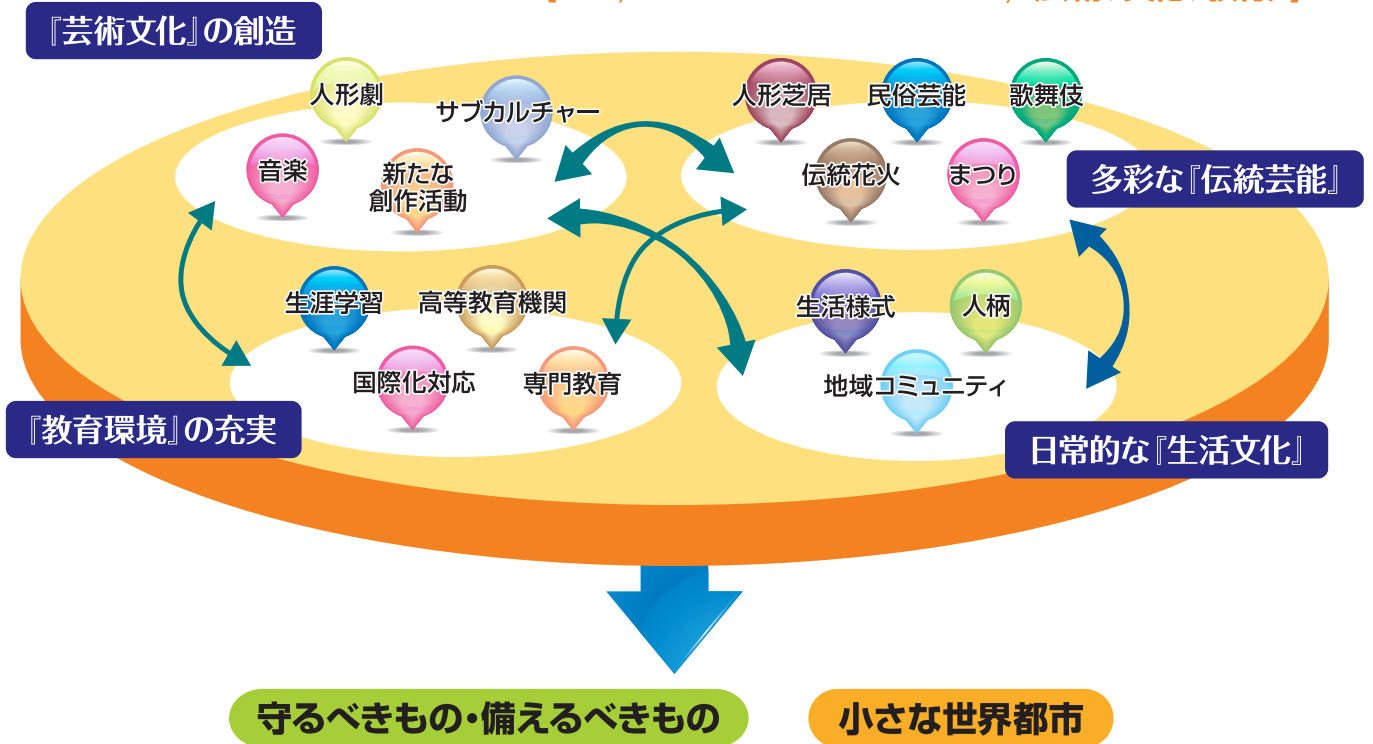 『芸術文化』の創造
人形劇
サブカルチャー
音楽
新たな
創作活動
人形芝居
民俗芸能
歌舞伎
伝統花火
まつり
多彩な『伝統芸能』
生涯学習
高等教育機関
国際化対応
専門教育
『教育環境』の充実
生活様式
人柄
地域コミュニティ
日常的な『生活文化』
守るべきもの・備えるべきもの
小さな世界都市